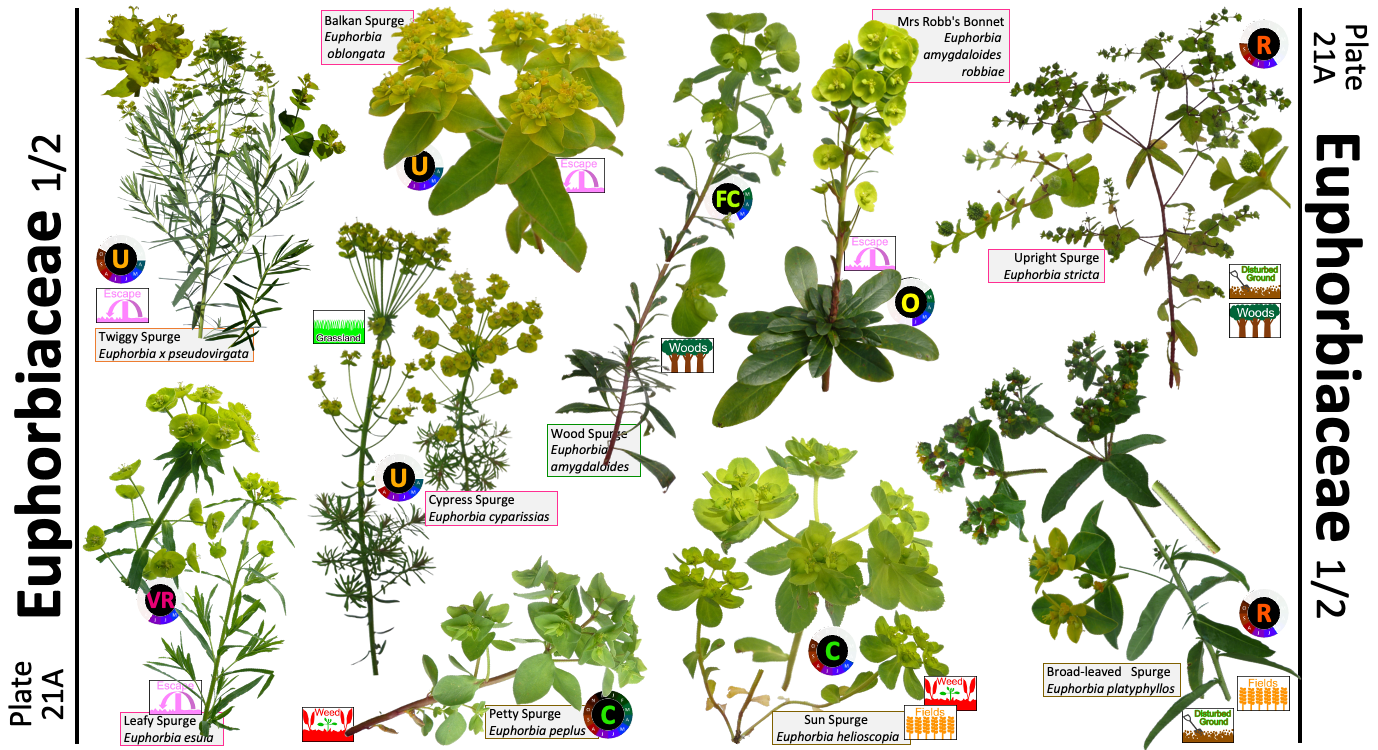 Plate
21A
Euphorbiaceae 1/2
Balkan Spurge
Euphorbia
oblongata
U
Escape
Mrs Robb's Bonnet
Euphorbia
amygdaloides
robbiae
R
Plate
21A
Euphorbiaceae 1/2
U
Escape
Twiggy Spurge
Euphorbia x pseudovirgata
FC
Woods
Wood Spurge
Euphorbia
amygdaloides
Escape
O
Upright Spurge
Euphorbia stricta
Disturbed
Ground
Woods
Grassland
U
Cypress Spurge
Euphorbia cyparissias
VR
Escape
Leafy Spurge
Euphorbia esula
Weed
Petty Spurge
Euphorbia peplus
C
C
Weed
Fields
Sun Spurge
Euphorbia helioscopia
R
Broad-leaved Spurge
Euphorbia platyphyllos
Fields
Disturbed
Ground